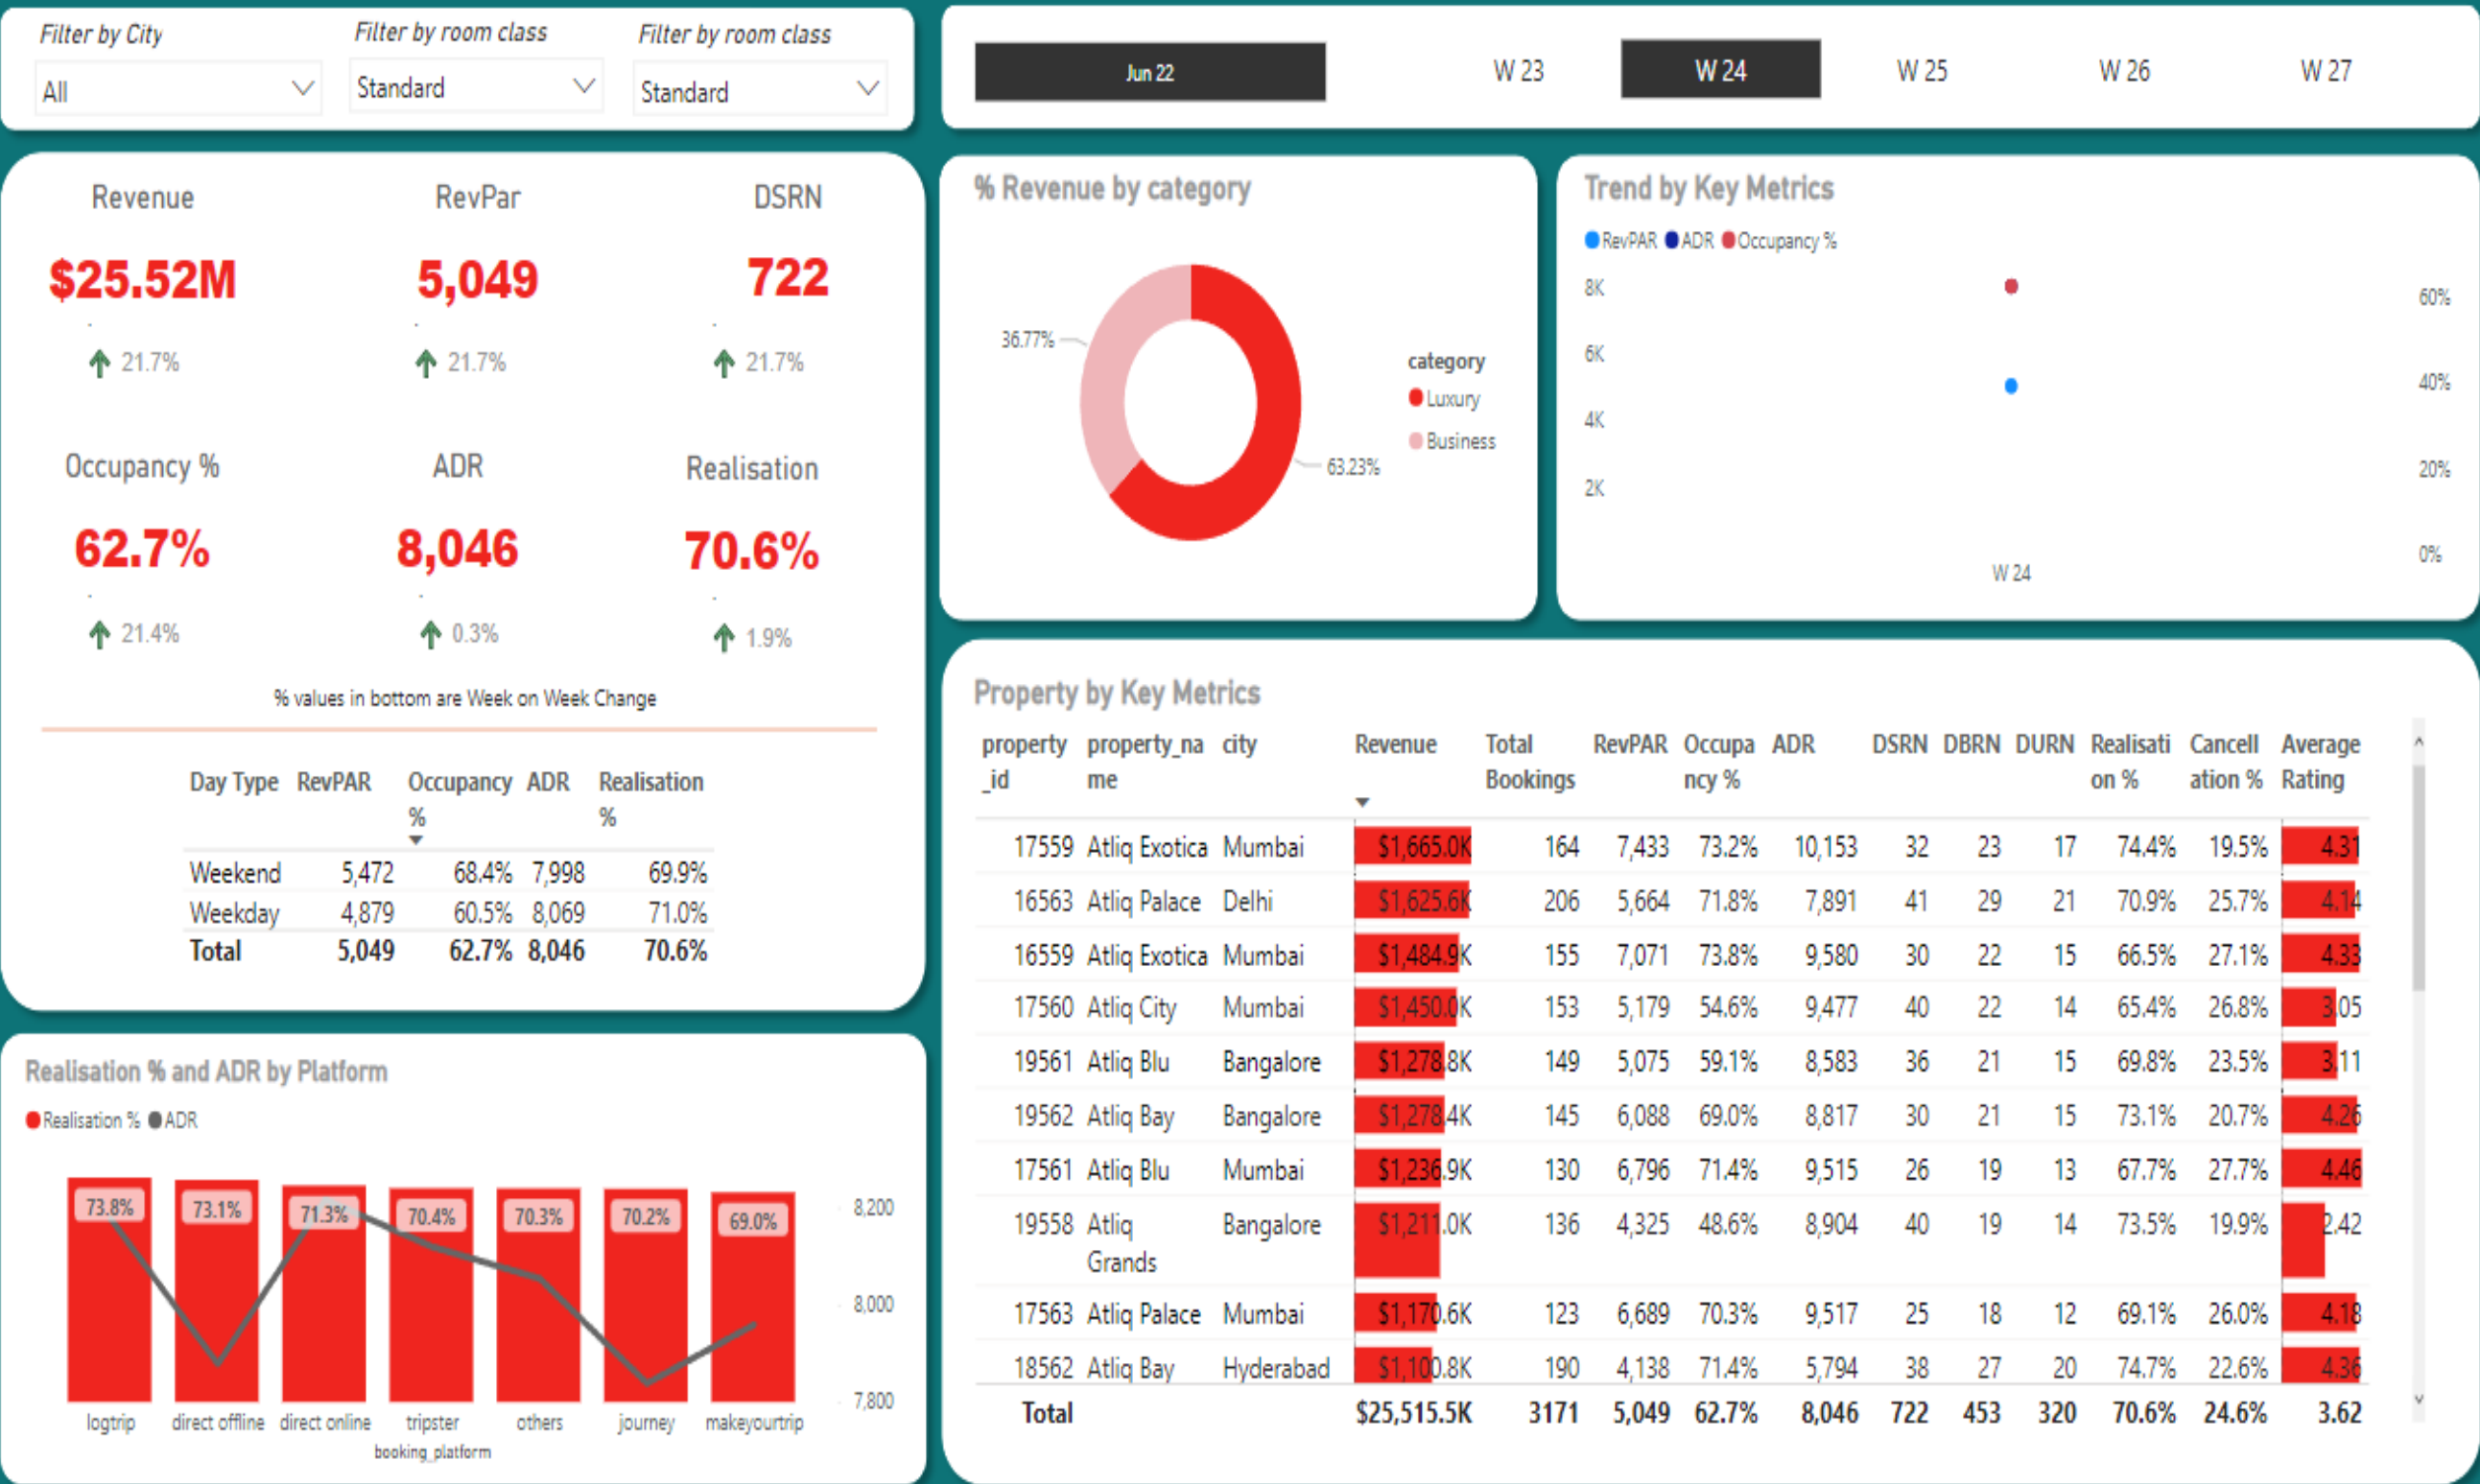 Filter by City
All
Filter by room class
Standard
Filter by room class
Standard
Jun 22
W 23
W 24
W 25
W 26
W 27
Revenue
RevPar
DSRN
$25.52M
5,049
722
21.7%
21.7%
21.7%
Occupancy %
ADR
Realisation
62.7%
8,046
70.6%
21.4%
0.3%
1.9%
% values in bottom are Week on Week Change
Day Type RevPAR Occupancy % ADR Realisation %
Weekend 5,472 68.4% 7,998 69.9%
Weekday 4,879 60.5% 8,069 71.0%
Total 5,049 62.7% 8,046 70.6%
Realisation % and ADR by Platform
Realisation % ADR
73.8% 73.1% 71.3% 70.4% 70.3% 70.2% 69.0%
8,200
8,000
7,800
logtrip direct offline direct online tripster others journey makeyourtrip
booking_platform
% Revenue by category
36.77%
63.23%
category
Luxury
Business
Trend by Key Metrics
RevPAR ADR Occupancy %
8K
6K
4K
2K
60%
40%
20%
0%
W 24
Property by Key Metrics
property property_na city Revenue Total RevPAR Occupa ADR DSRN DBRN DURN Realisati Cancell Average
_id me Bookings ncy % on % ation % Rating
17559 Atliq Exotica Mumbai $1,665.0K 164 7,433 73.2% 10,153 32 23 17 74.4% 19.5% 4.31
16563 Atliq Palace Delhi $1,625.6K 206 5,664 71.8% 7,891 41 29 21 70.9% 25.7% 4.14
16559 Atliq Exotica Mumbai $1,484.9K 155 7,071 73.8% 9,580 30 22 15 66.5% 27.1% 4.33
17560 Atliq City Mumbai $1,450.0K 153 5,179 54.6% 9,477 40 22 14 65.4% 26.8% 3.05
19561 Atliq Blu Bangalore $1,278.8K 149 5,075 59.1% 8,583 36 21 15 69.8% 23.5% 3.11
19562 Atliq Bay Bangalore $1,278.4K 145 6,088 69.0% 8,817 30 21 15 73.1% 20.7% 4.26
17561 Atliq Blu Mumbai $1,236.9K 130 6,796 71.4% 9,515 26 19 13 67.7% 27.7% 4.46
19558 Atliq Bangalore $1,211.0K 136 4,325 48.6% 8,904 40 19 14 73.5% 19.9% 2.42
Grands
17563 Atliq Palace Mumbai $1,170.6K 123 6,689 70.3% 9,517 25 18 12 69.1% 26.0% 4.18
18562 Atliq Bay Hyderabad $1,100.8K 190 4,138 71.4% 5,794 38 27 20 74.7% 22.6% 4.36
Total $25,515.5K 3171 5,049 62.7% 8,046 722 453 320 70.6% 24.6% 3.62